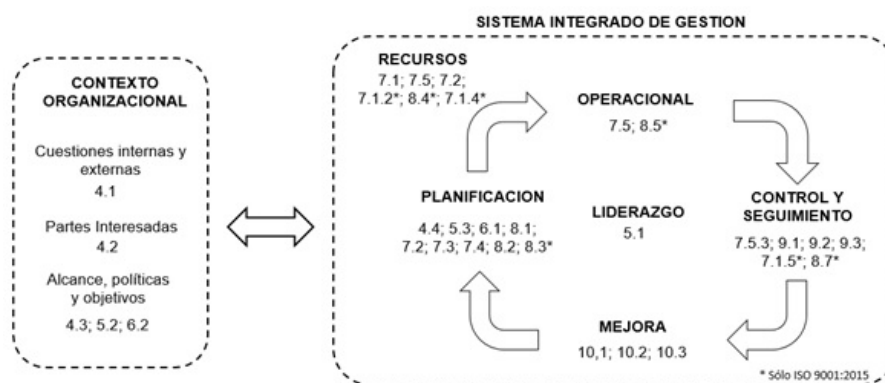 SISTEMA INTEGRADO DE GESTION
CONTEXTO
ORGANIZACIONAL
Cuestiones internas y
externas
4.1
Partes Interesadas
4.2
Alcance, políticas
y objetivos
4.3; 5.2; 6.2
RECURSOS
7.1; 7.5; 7.2;
7.1.2*; 8.4*; 7.1.4*
OPERACIONAL
7.5; 8.5*
PLANIFICACION
4.4; 5.3; 6.1; 8.1;
7.2; 7.3; 7.4; 8.2; 8.3*
LIDERAZGO
5.1
CONTROL Y
SEGUIMIENTO
7.5.3; 9.1; 9.2; 9.3;
7.1.5*; 8.7*
MEJORA
10,1; 10.2; 10.3
* Sólo ISO 9001:2015